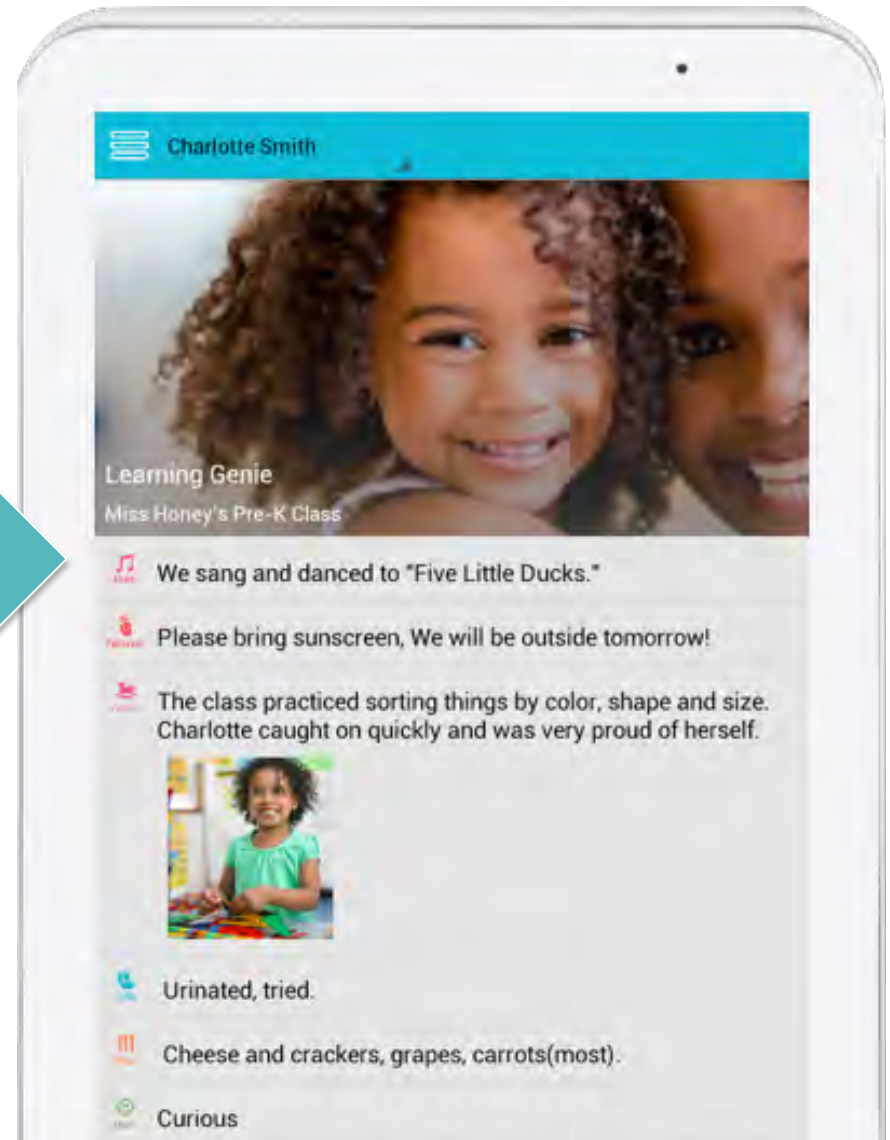 Charlotte Smith
Learning Genie
Miss Honey's Pre-K Class
We sang and danced to "Five Little Ducks."
Please bring sunscreen, We will be outside tomorrow!
The class practiced sorting things by color, shape and size.
Charlotte caught on quickly and was very proud of herself.
Urinated, tried.
Cheese and crackers, grapes, carrots(most).
Curious